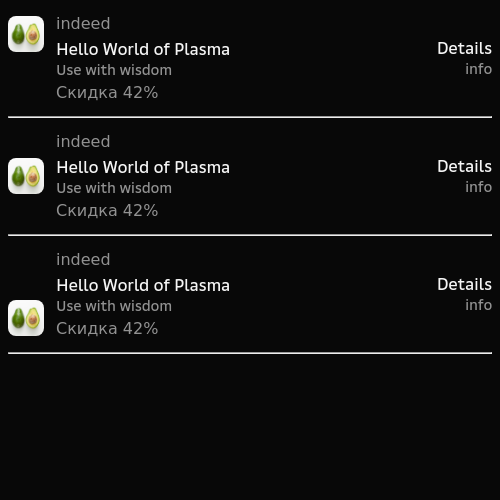 indeed
Hello World of Plasma
Details
Use with wisdom
info
Скидка 42%
indeed
Hello World of Plasma
Details
Use with wisdom
info
Скидка 42%
indeed
Hello World of Plasma
Details
Use with wisdom
info
Скидка 42%